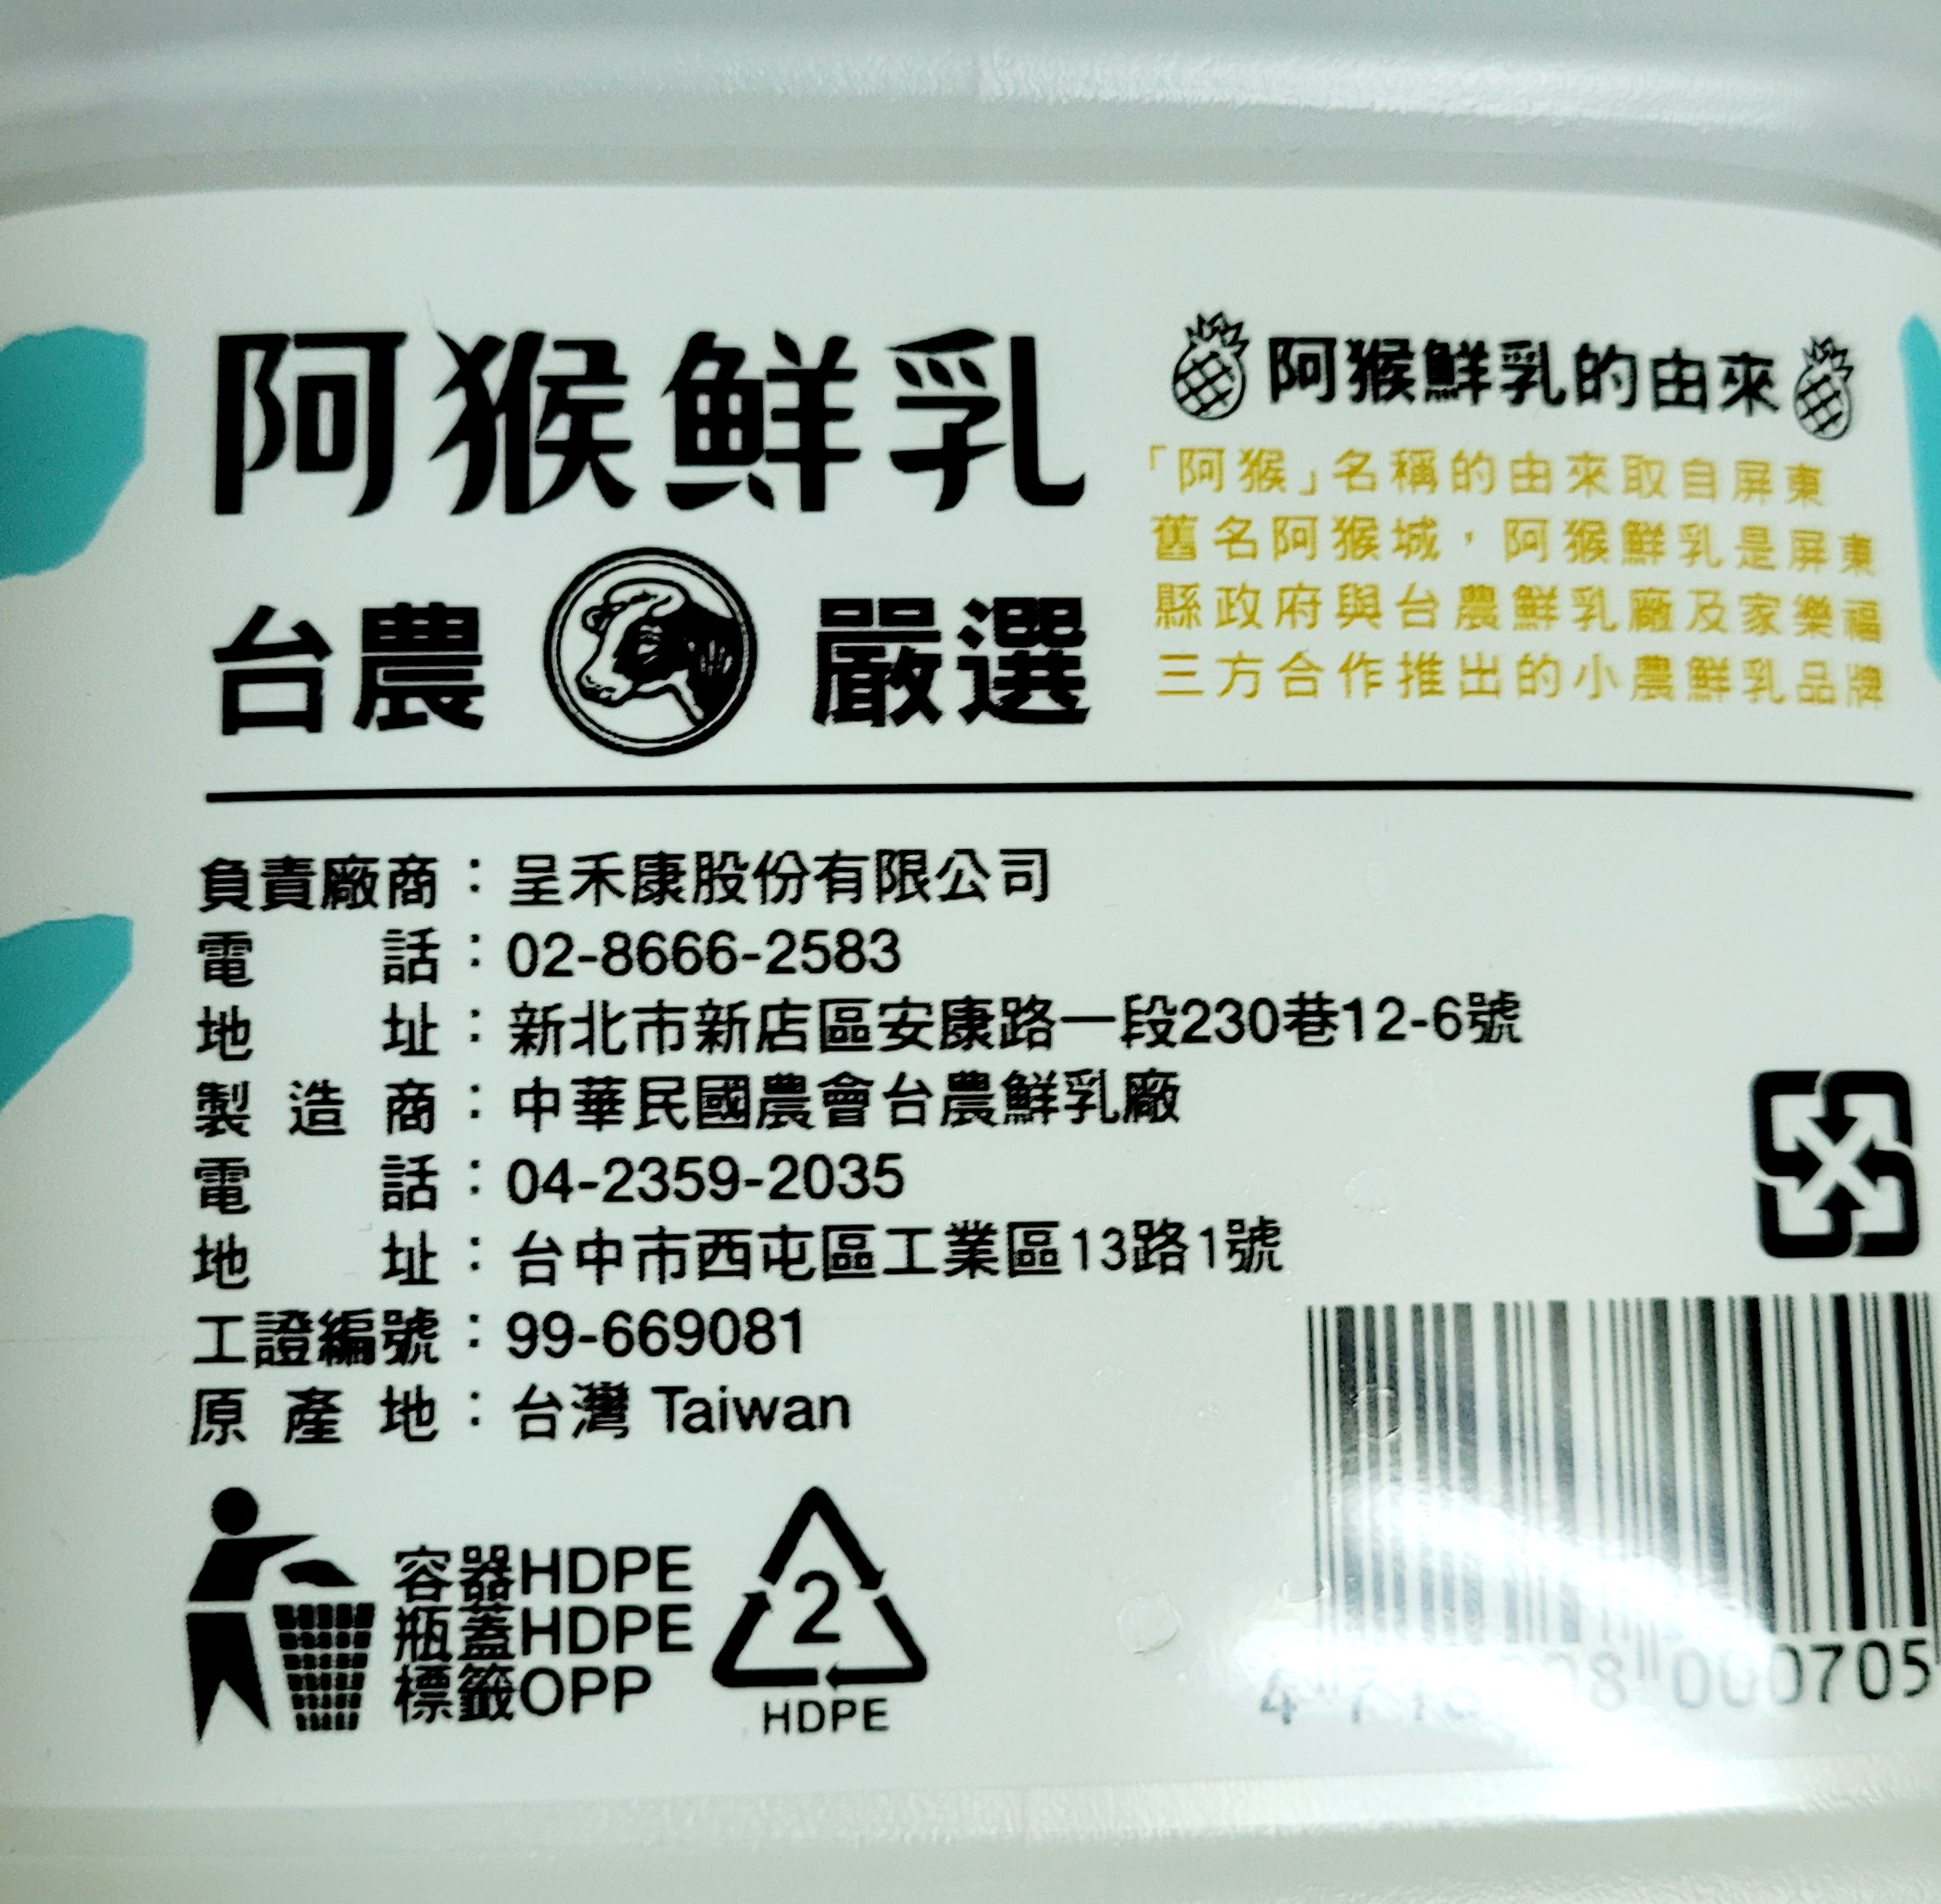 阿猴鮮乳
台農 嚴選
阿猴鮮乳的由來
「阿猴」名稱的由來取自屏東
舊名阿猴城，阿猴鮮乳是屏東
縣政府與台農鮮乳廠及家樂福
三方合作推出的小農鮮乳品牌
負責廠商：呈禾康股份有限公司
電話：02-8666-2583
地址：新北市新店區安康路一段230巷12-6號
製造商：中華民國農會台農鮮乳廠
電話：04-2359-2035
地址：台中市西屯區工業區13路1號
工證編號：99-669081
原產地：台灣 Taiwan
容器HDPE
瓶蓋HDPE
標籤OPP
2
HDPE
000705